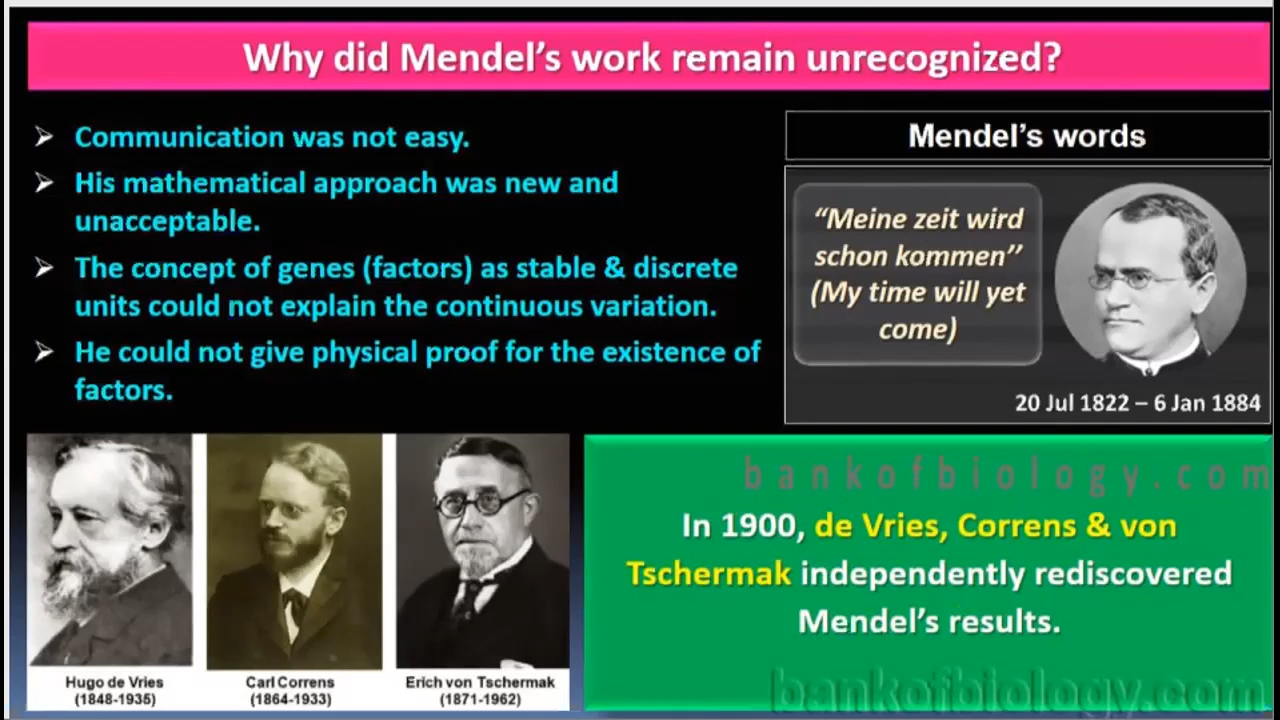 Why did Mendel's work remain unrecognized?
➢ Communication was not easy.
➢ His mathematical approach was new and
unacceptable.
➢ The concept of genes (factors) as stable & discrete
units could not explain the continuous variation.
➢ He could not give physical proof for the existence of
factors.
Mendel's words
“Meine zeit wird
schon kommen’’
(My time will yet
come)
20 Jul 1822 – 6 Jan 1884
Hugo de Vries
(1848-1935)
Carl Correns
(1864-1933)
Erich von Tschermak
(1871-1962)
bankofbiology.com
In 1900, de Vries, Correns & von
Tschermak independently rediscovered
Mendel's results.
bankofbiology.com